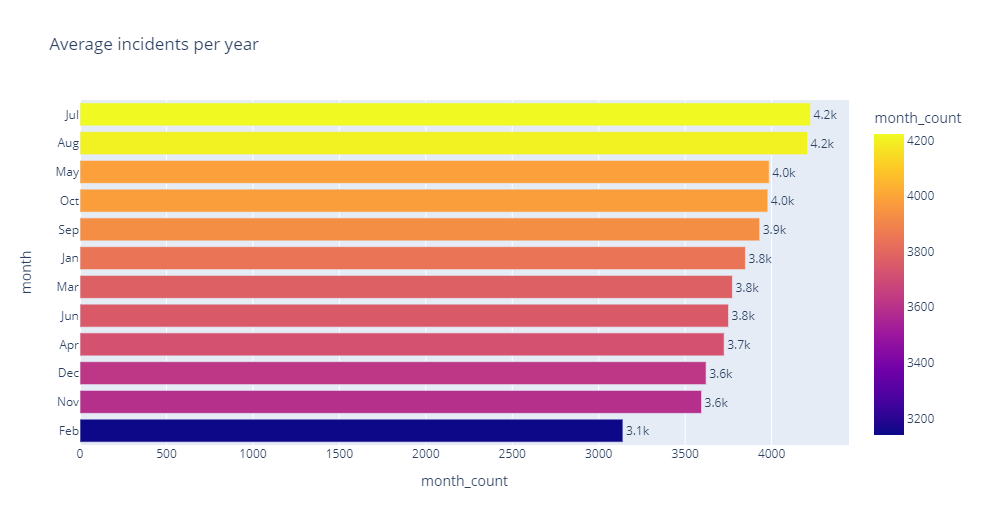 Average incidents per year
month_count
Jul 4.2k
Aug 4.2k
May 4.0k
Oct 4.0k
Sep 3.9k
Jan 3.8k
Mar 3.8k
Jun 3.8k
Apr 3.7k
Dec 3.6k
Nov 3.6k
Feb 3.1k
month
0 500 1000 1500 2000 2500 3000 3500 4000
month_count
4200
4000
3800
3600
3400
3200